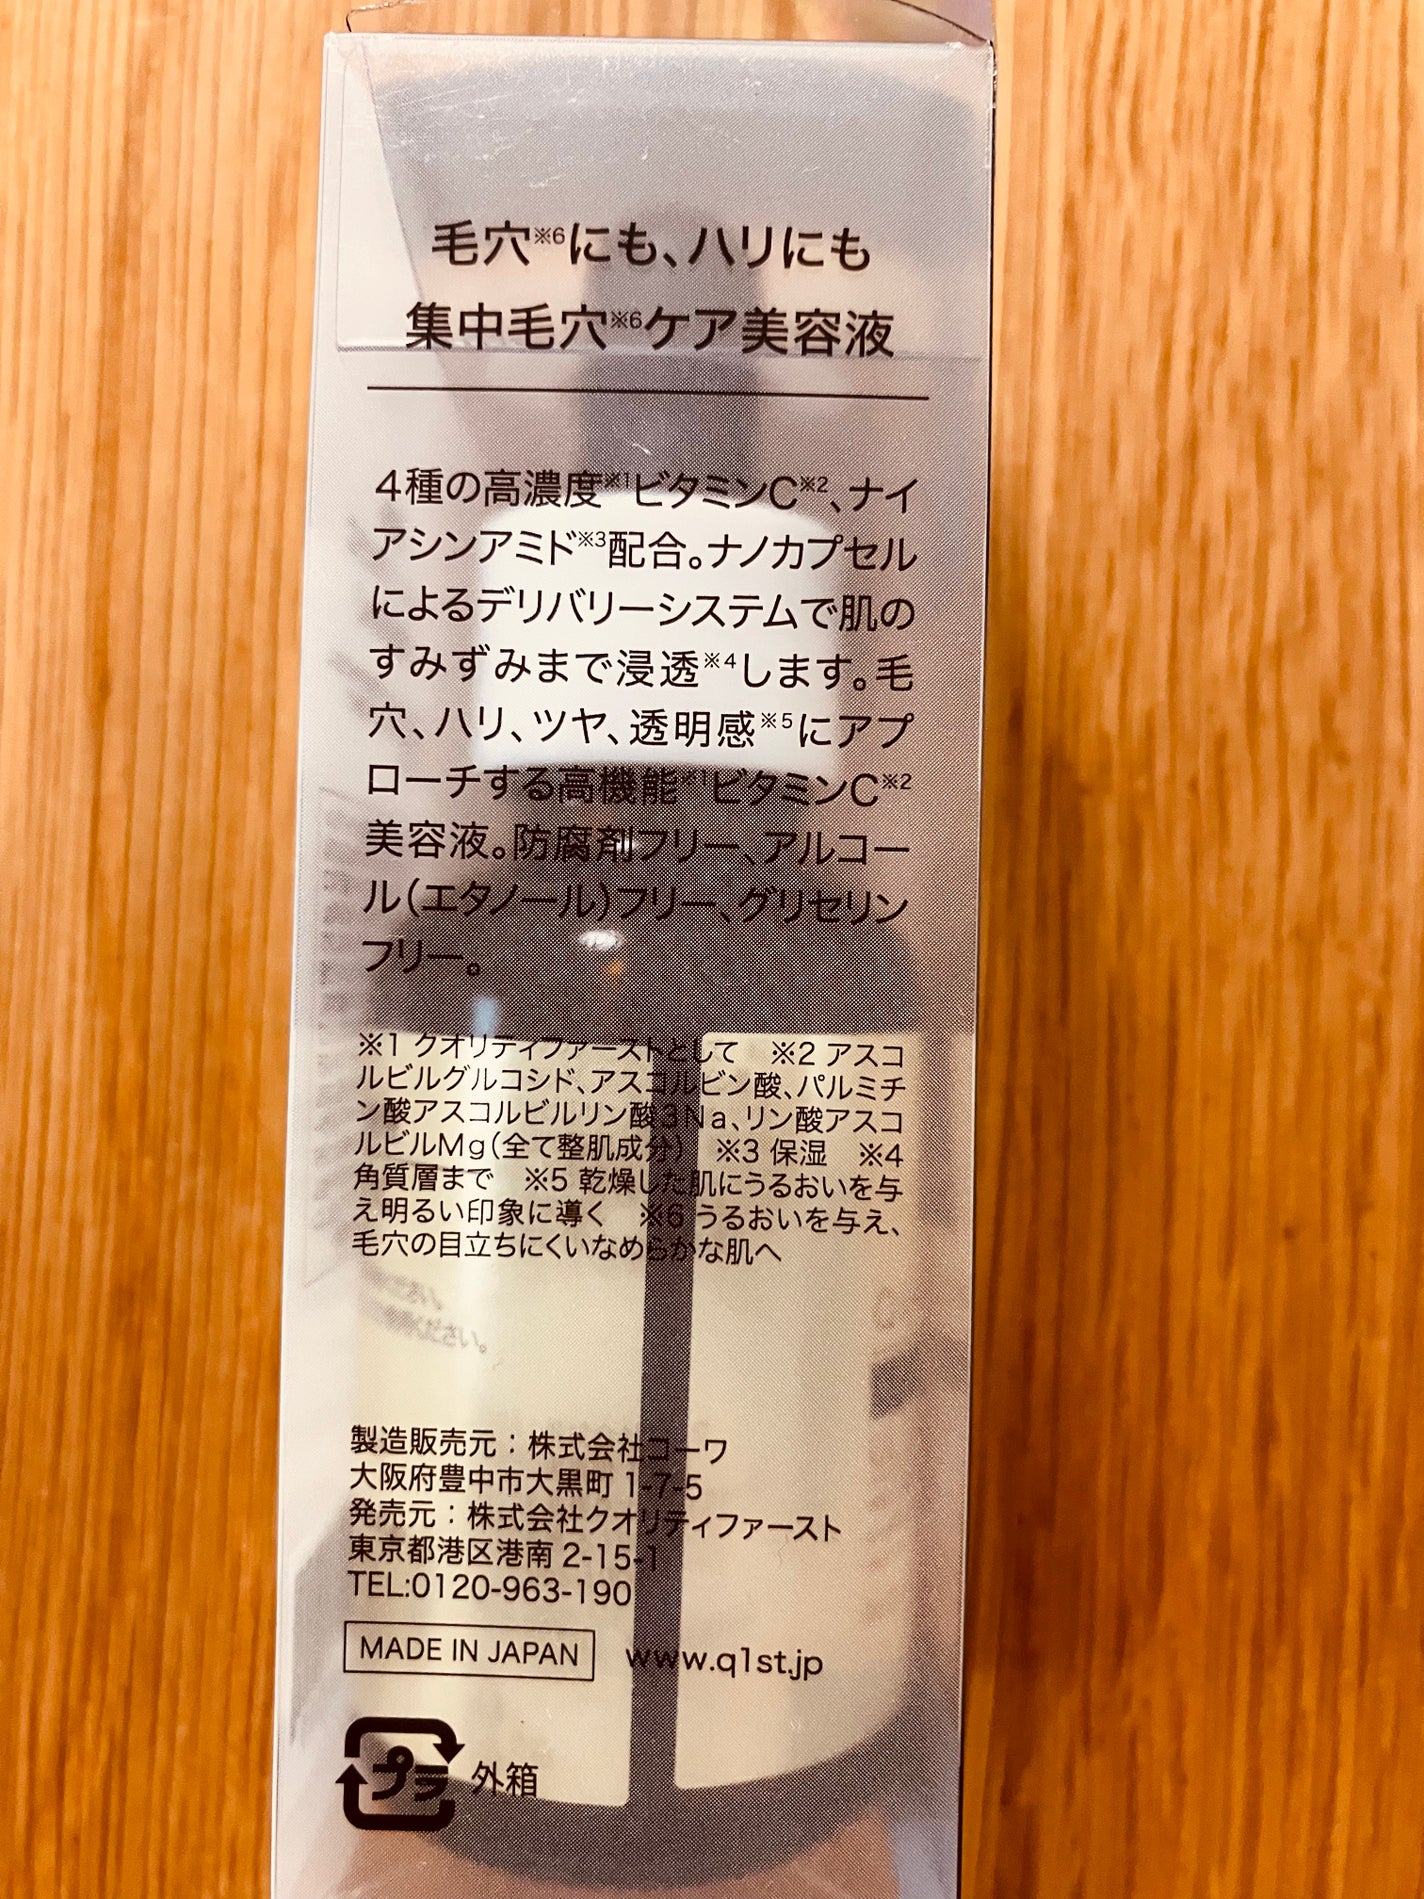 毛穴※6にも、ハリにも
集中毛穴※6ケア美容液
4種の高濃度※1ビタミンC※2、ナイ
アシンアミド※3配合。ナノカプセル
によるデリバリーシステムで肌の
すみずみまで浸透※4します。毛
穴、ハリ、ツヤ、透明感※5にアプ
ローチする高機能※1ビタミンC※2
美容液。防腐剤フリー、アルコー
ル(エタノール)フリー、グリセリン
フリー。
※1 クオリティファーストとして　※2 アスコ
ルビルグルコシド、アスコルビン酸、パルミチ
ン酸アスコルビルリン酸3Na、リン酸アスコ
ルビルMg(全て整肌成分)　※3 保湿　※4
角質層まで　※5 乾燥した肌にうるおいを与
え明るい印象に導く　※6 うるおいを与え、
毛穴の目立ちにくいなめらかな肌へ
製造販売元：株式会社コーワ
大阪府豊中市大黒町 1-7-5
発売元：株式会社クオリティファースト
東京都港区港南 2-15-1
TEL:0120-963-190
MADE IN JAPAN www.q1st.jp
プラ 外箱